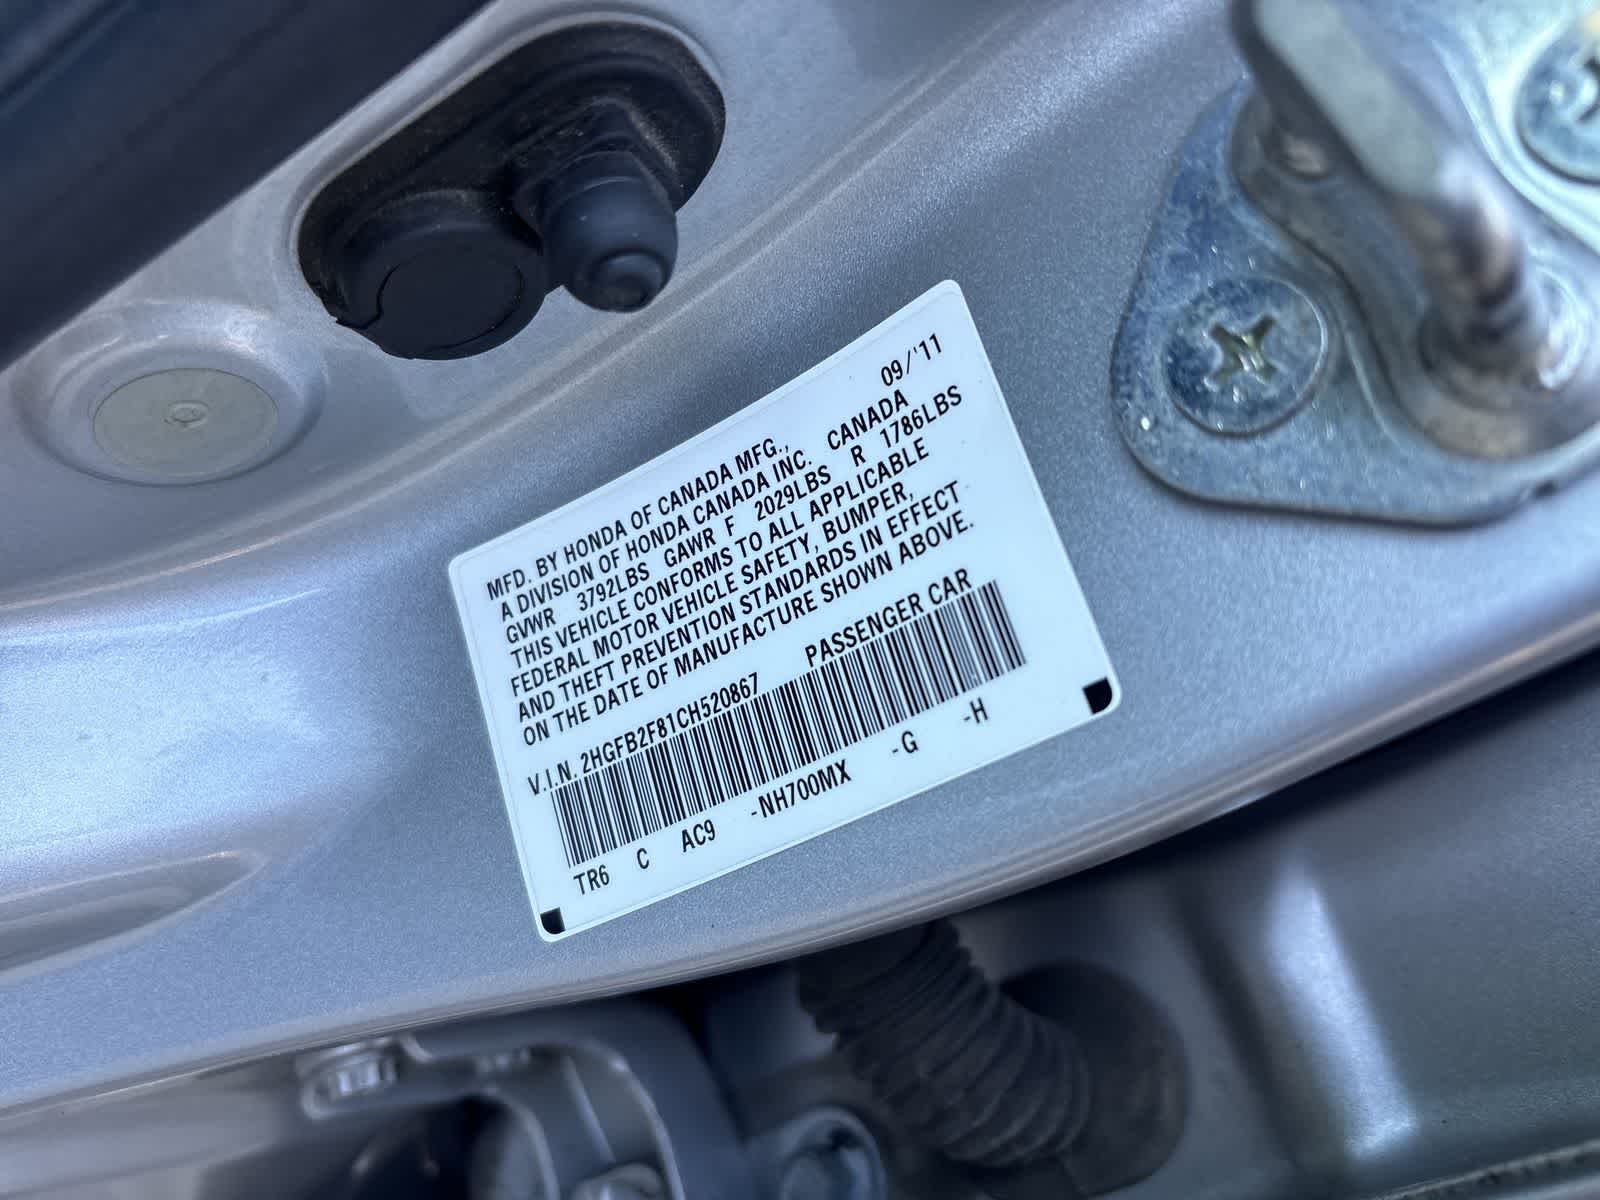 09/'11
MFD. BY HONDA OF CANADA MFG.,
A DIVISION OF HONDA CANADA INC. CANADA
GVWR 3792LBS GAWR F 2029LBS R 1786LBS
THIS VEHICLE CONFORMS TO ALL APPLICABLE
FEDERAL MOTOR VEHICLE SAFETY, BUMPER,
AND THEFT PREVENTION STANDARDS IN EFFECT
ON THE DATE OF MANUFACTURE SHOWN ABOVE.
V.I.N. 2HGFB2F81CH520867 PASSENGER CAR
TR6 C AC9 -NH700MX -G -H